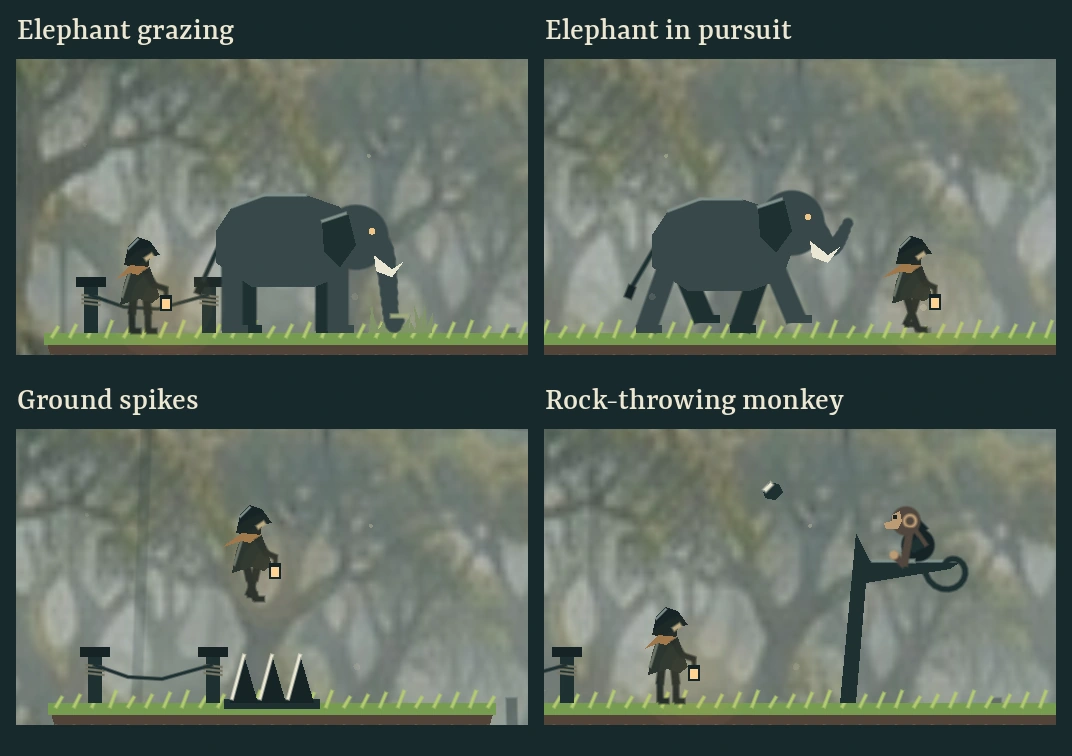 Elephant grazing
Elephant in pursuit
Ground spikes
Rock-throwing monkey